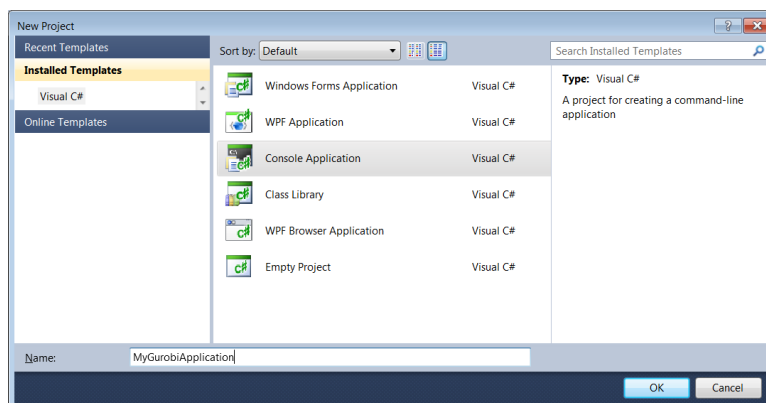 New Project
Recent Templates
Installed Templates
Visual C#
Online Templates
Sort by: Default
Search Installed Templates
Windows Forms Application Visual C#
WPF Application Visual C#
Console Application Visual C#
Class Library Visual C#
WPF Browser Application Visual C#
Empty Project Visual C#
Type: Visual C#
A project for creating a command-line
application
Name: MyGurobiApplication
OK Cancel